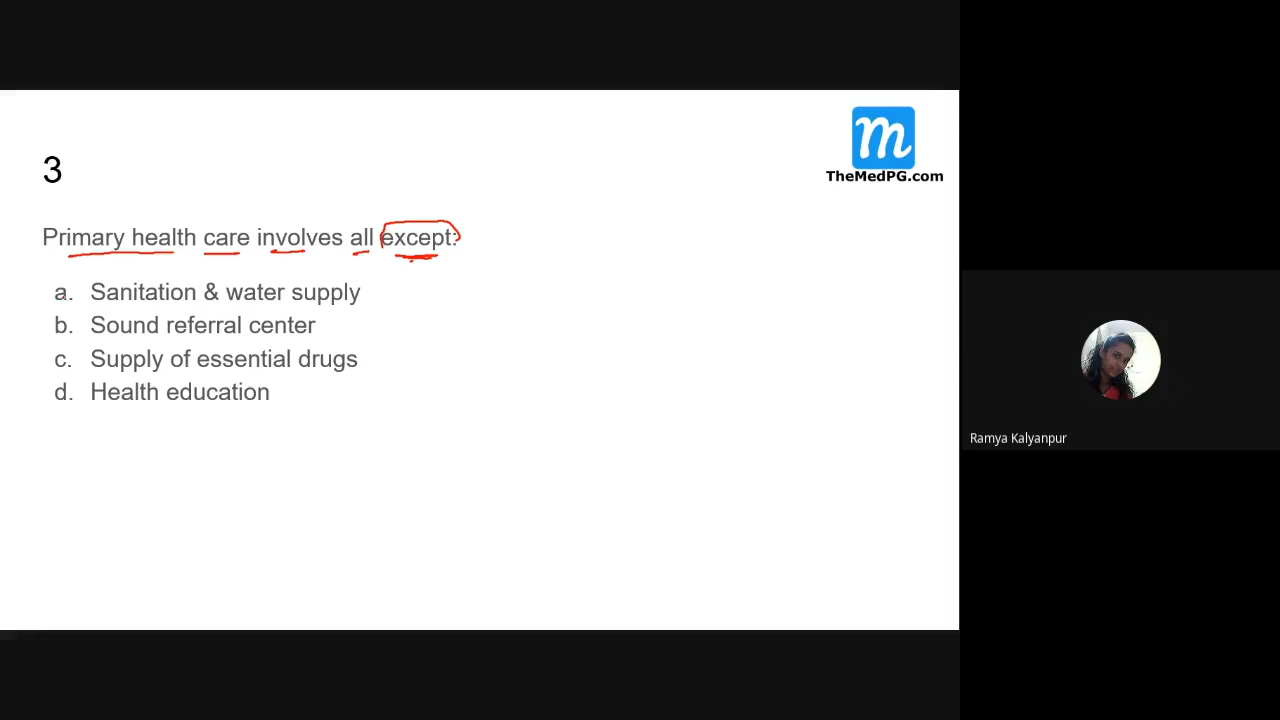 m
TheMedPG.com
3
Primary health care involves all except:
a. Sanitation & water supply
b. Sound referral center
c. Supply of essential drugs
d. Health education
Ramya Kalyanpur